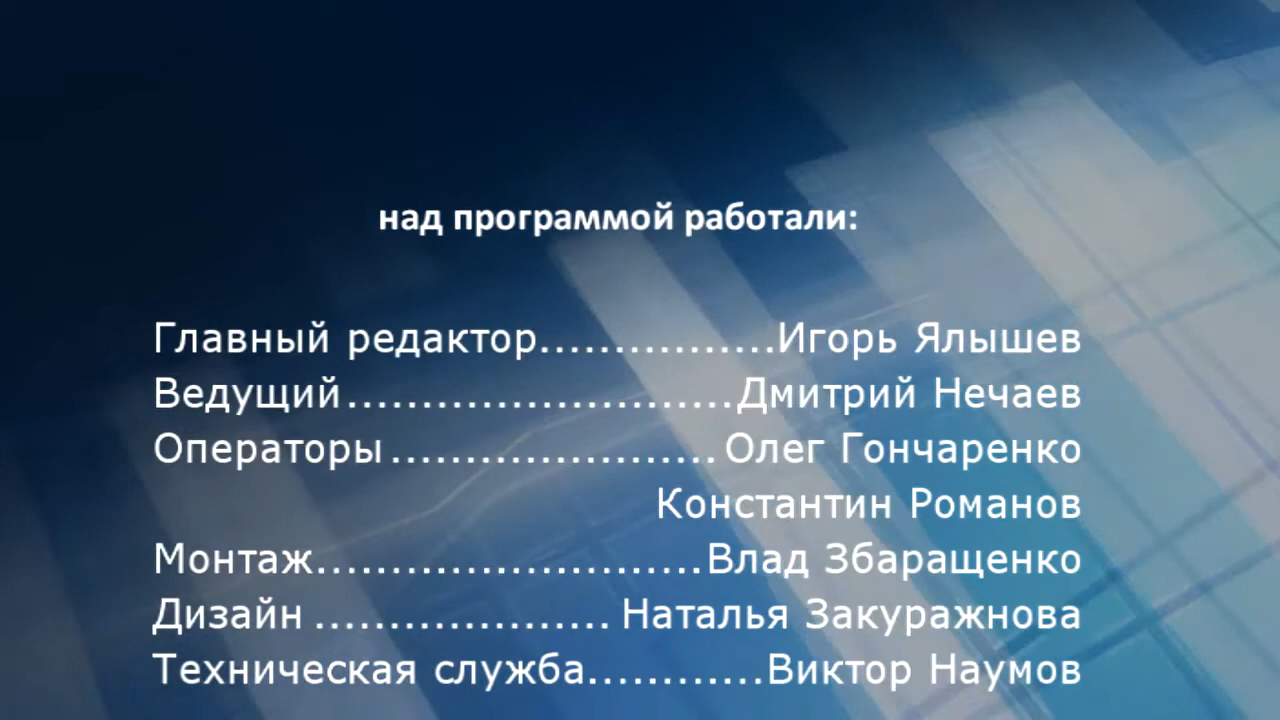 над программой работали:
Главный редактор................Игорь Ялышев
Ведущий..........................Дмитрий Нечаев
Операторы......................Олег Гончаренко
Константин Романов
Монтаж..........................Влад Збаращенко
Дизайн....................Наталья Закуражнова
Техническая служба............Виктор Наумов